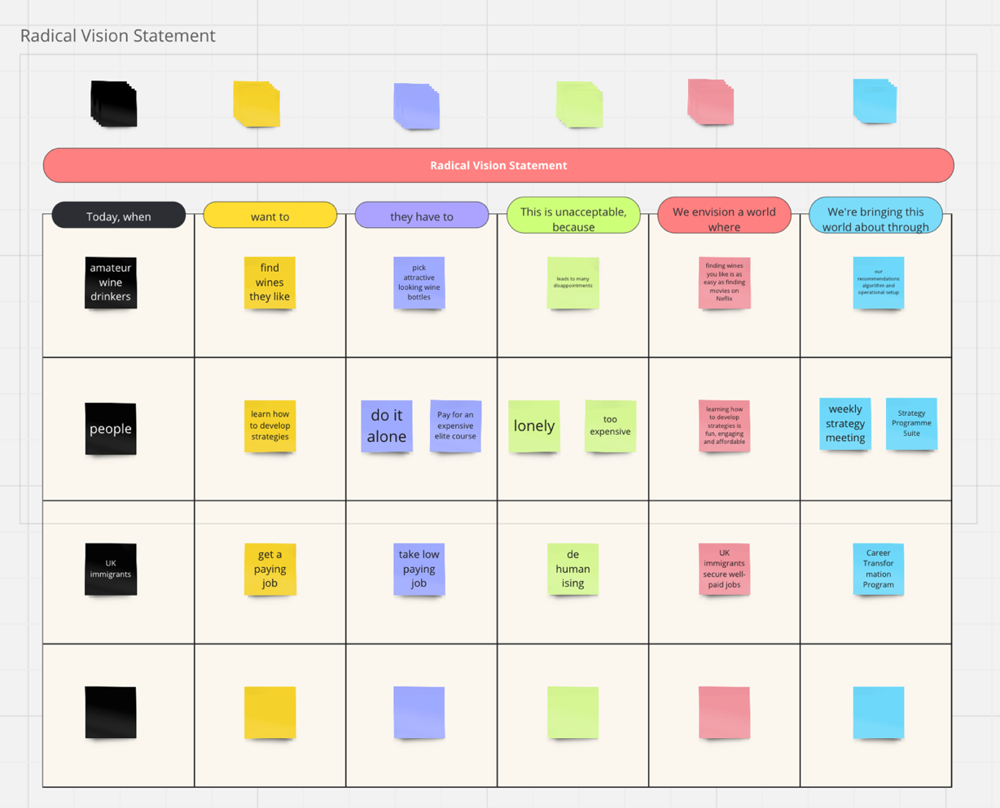 Radical Vision Statement
Radical Vision Statement
Today, when
want to
they have to
This is unacceptable,
because
We envision a world
where
We're bringing this
world about through
amateur
wine
drinkers
find
wines
they like
pick
attractive
looking wine
bottles
leads to many
disappointments
finding wines
you like is as
easy as finding
movies on
Neflix
our
recommendations
algorithm and
operational setup
people
learn how
to develop
strategies
do it
alone
Pay for an
expensive
elite course
lonely
too
expensive
learning how
to develop
strategies is
fun, engaging
and affordable
weekly
strategy
meeting
Strategy
Programme
Suite
UK
immigrants
get a
paying
job
take low
paying
job
de
human
ising
UK
immigrants
secure well-
paid jobs
Career
Transfor
mation
Program